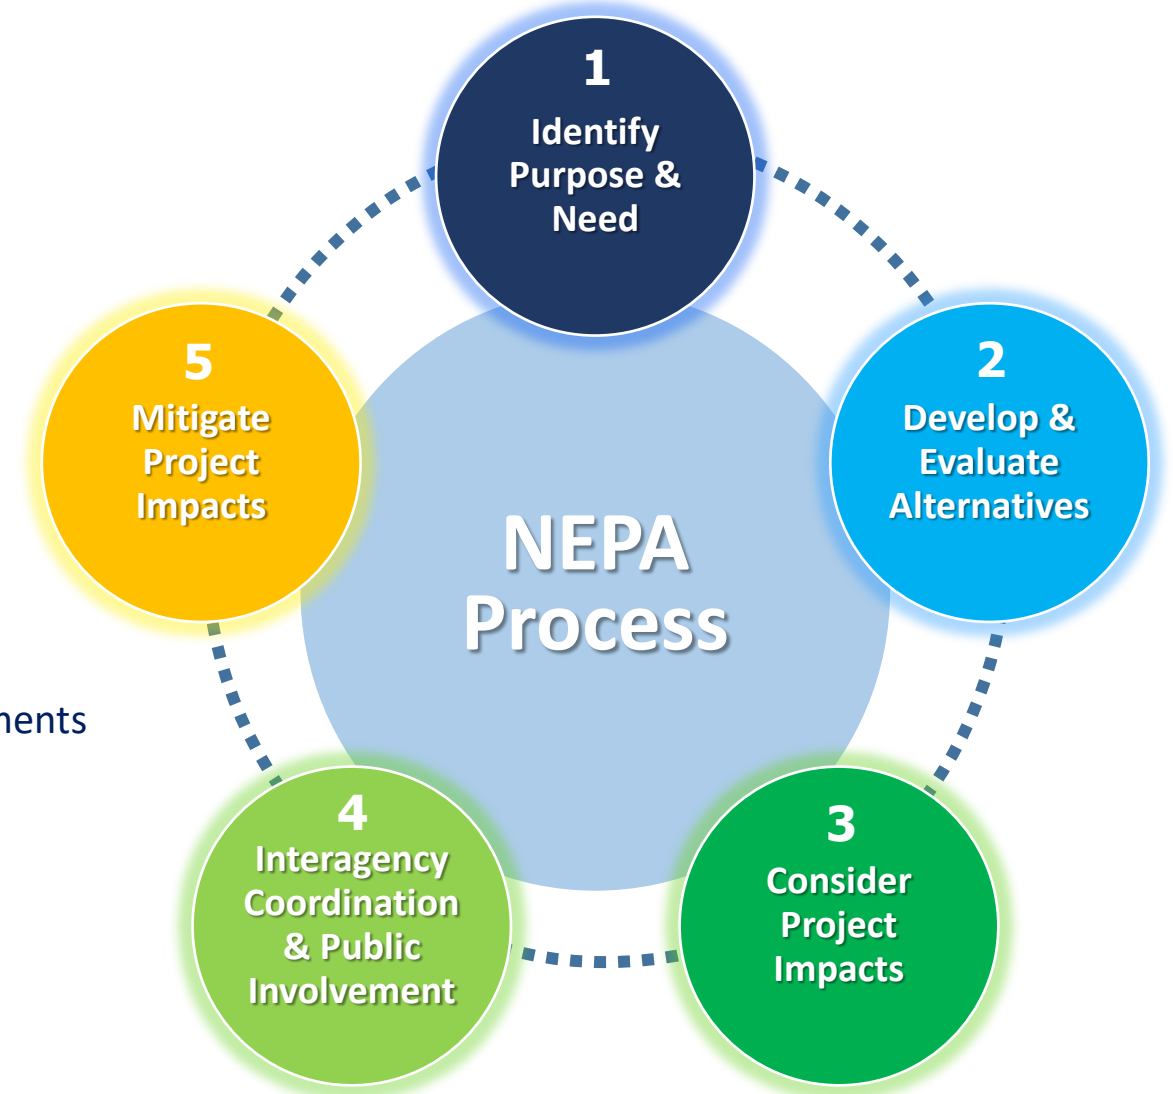 1
Identify
Purpose &
Need
2
Develop &
Evaluate
Alternatives
3
Consider
Project
Impacts
4
Interagency
Coordination
& Public
Involvement
5
Mitigate
Project
Impacts
NEPA
Process